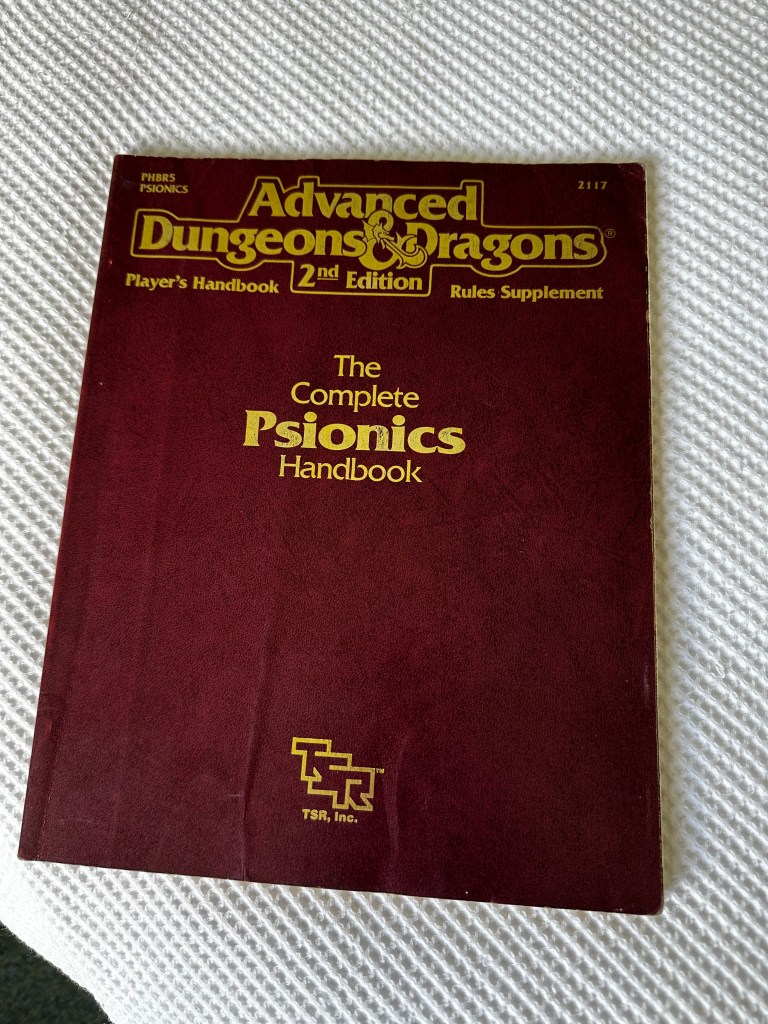 PHBR5
PSIONICS
2117
Advanced
Dungeons & Dragons®
2nd Edition
Player's Handbook
Rules Supplement
The
Complete
Psionics
Handbook
TSR™
TSR, Inc.